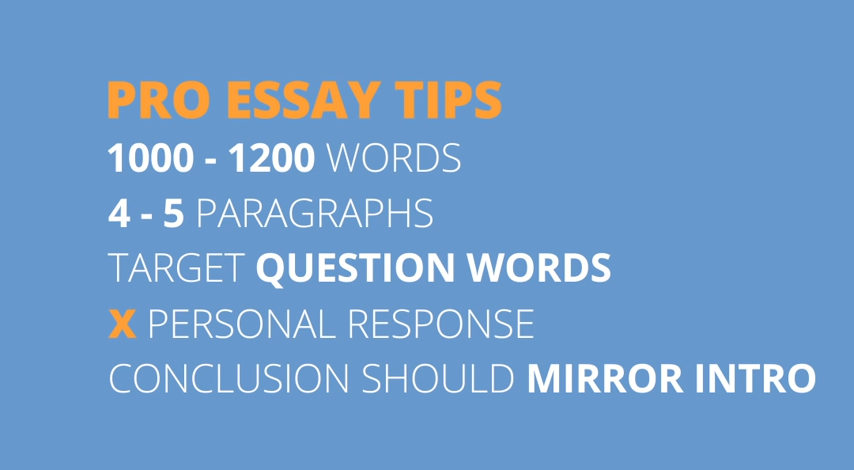 PRO ESSAY TIPS
1000 - 1200 WORDS
4 - 5 PARAGRAPHS
TARGET QUESTION WORDS
X PERSONAL RESPONSE
CONCLUSION SHOULD MIRROR INTRO